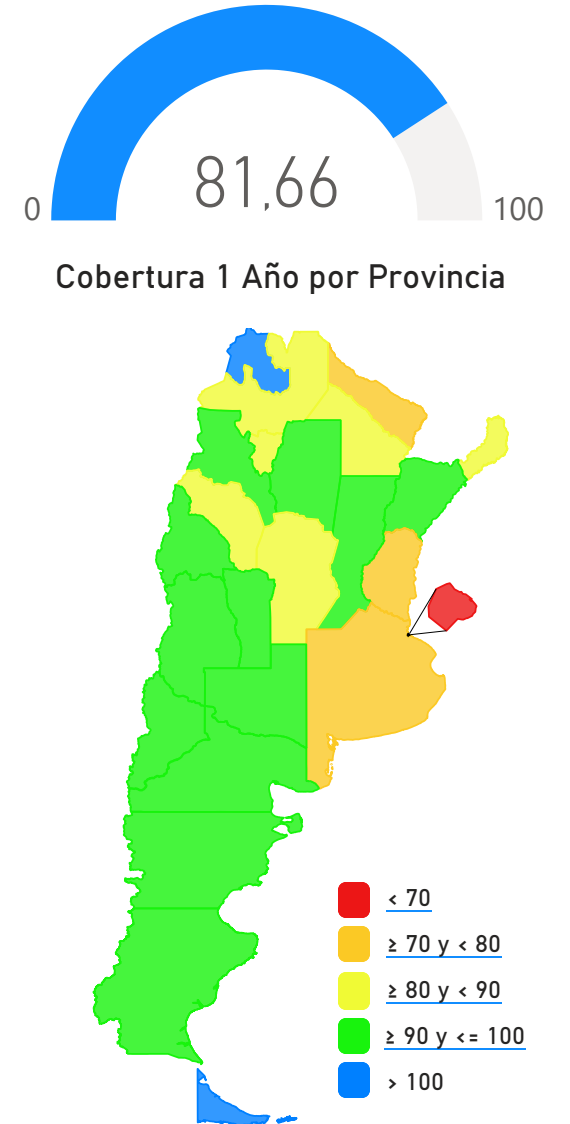 81,66
0
100
Cobertura 1 Año por Provincia
< 70
≥ 70 y < 80
≥ 80 y < 90
≥ 90 y <= 100
> 100